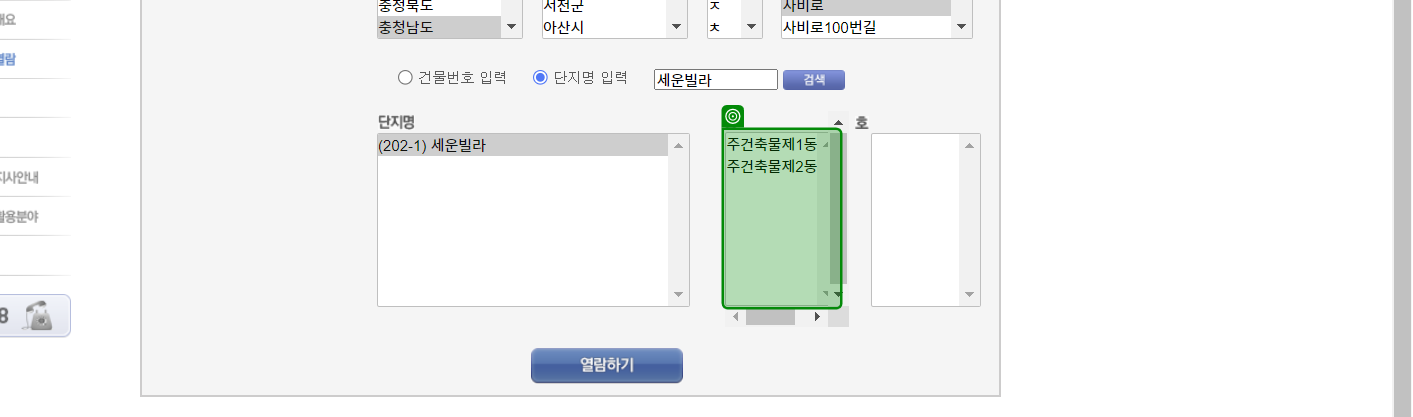 충청북도
서천군
ㅈ
사비로
충청남도
아산시
ㅊ
사비로100번길
건물번호 입력
단지명 입력
세운빌라
검색
단지명
호
(202-1) 세운빌라
주건축물제1동
주건축물제2동
열람하기
개요
열람
지사안내
활용분야
8